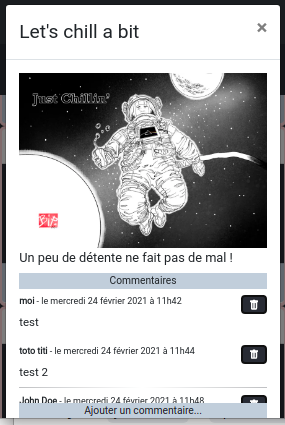 Let's chill a bit
×
Just Chillin'
Un peu de détente ne fait pas de mal !
Commentaires
moi - le mercredi 24 février 2021 à 11h42
test
toto titi - le mercredi 24 février 2021 à 11h44
test 2
John Doe - le mercredi 24 février 2021 à 11h48
Ajouter un commentaire...